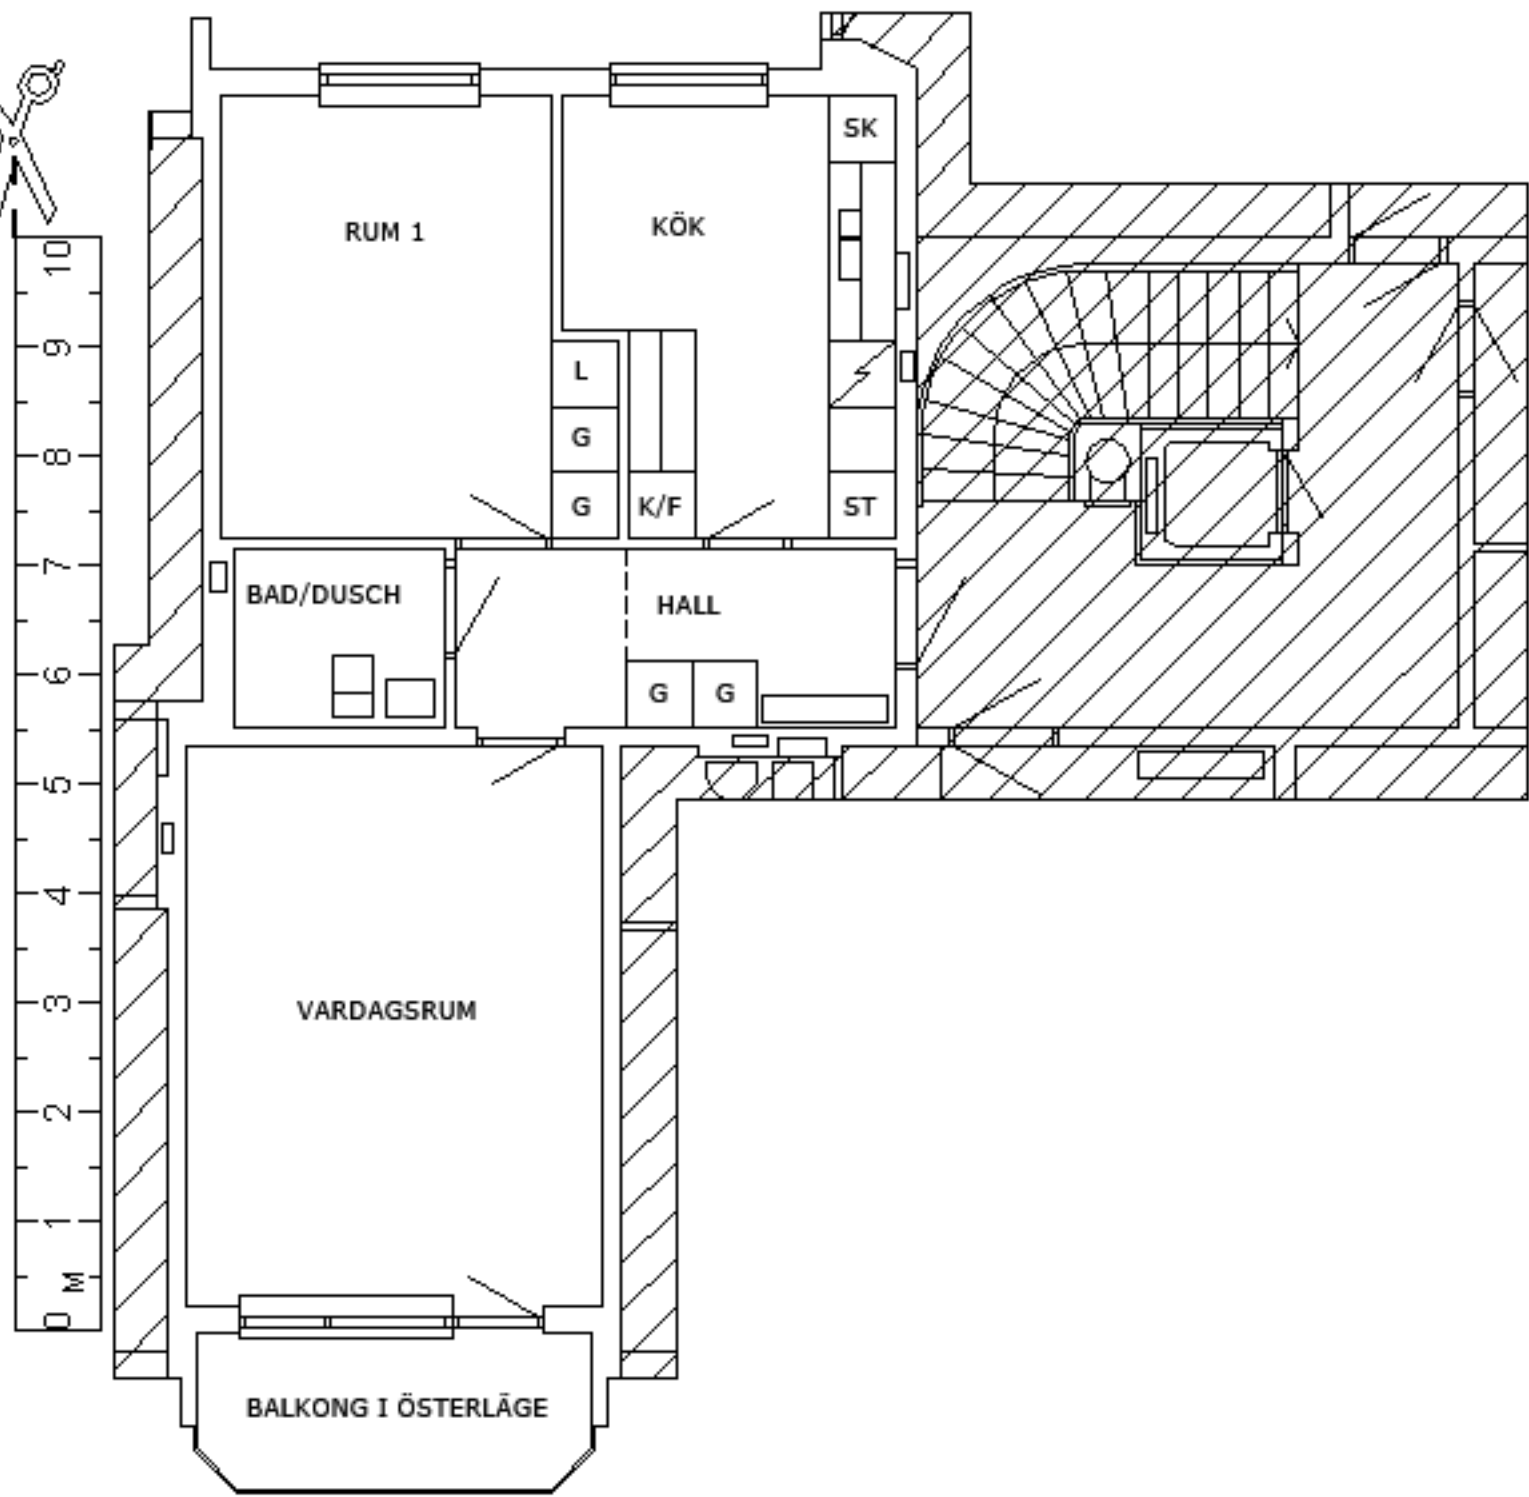 SK
RUM 1
KÖK
10
9
L
8
G
G
K/F
ST
7
BAD/DUSCH
HALL
6
G
G
5
4
3
VARDAGSRUM
2
1
M
0
BALKONG I ÖSTERLÄGE